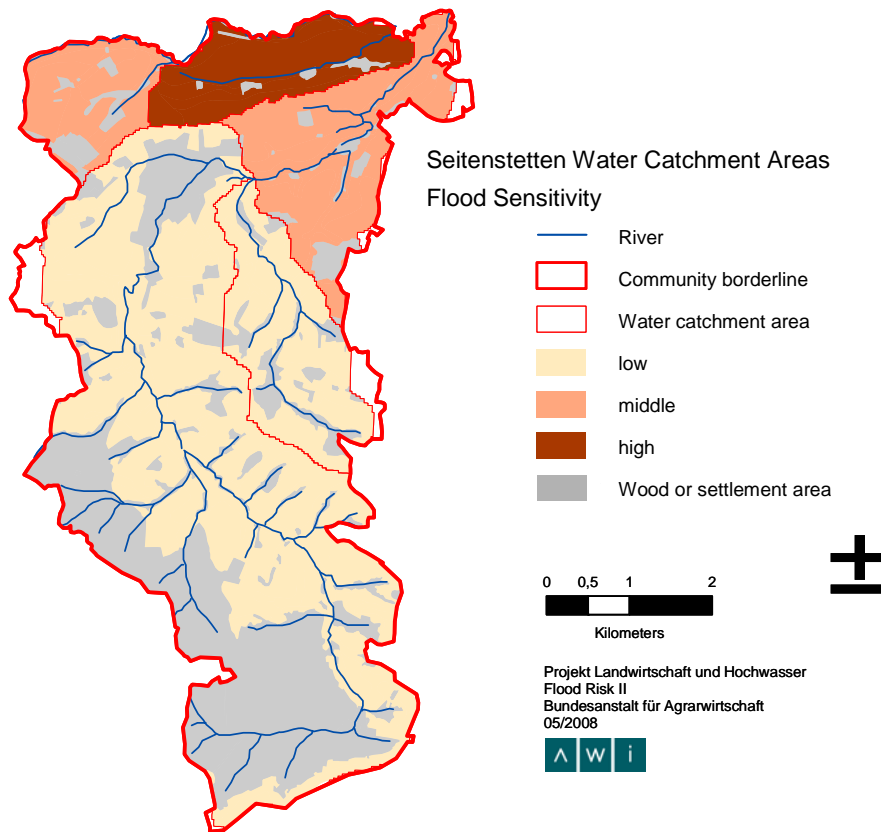 Seitenstetten Water Catchment Areas
Flood Sensitivity
River
Community borderline
Water catchment area
low
middle
high
Wood or settlement area
0 0,5 1 2
Kilometers
Projekt Landwirtschaft und Hochwasser
Flood Risk II
Bundesanstalt für Agrarwirtschaft
05/2008
ΛWi